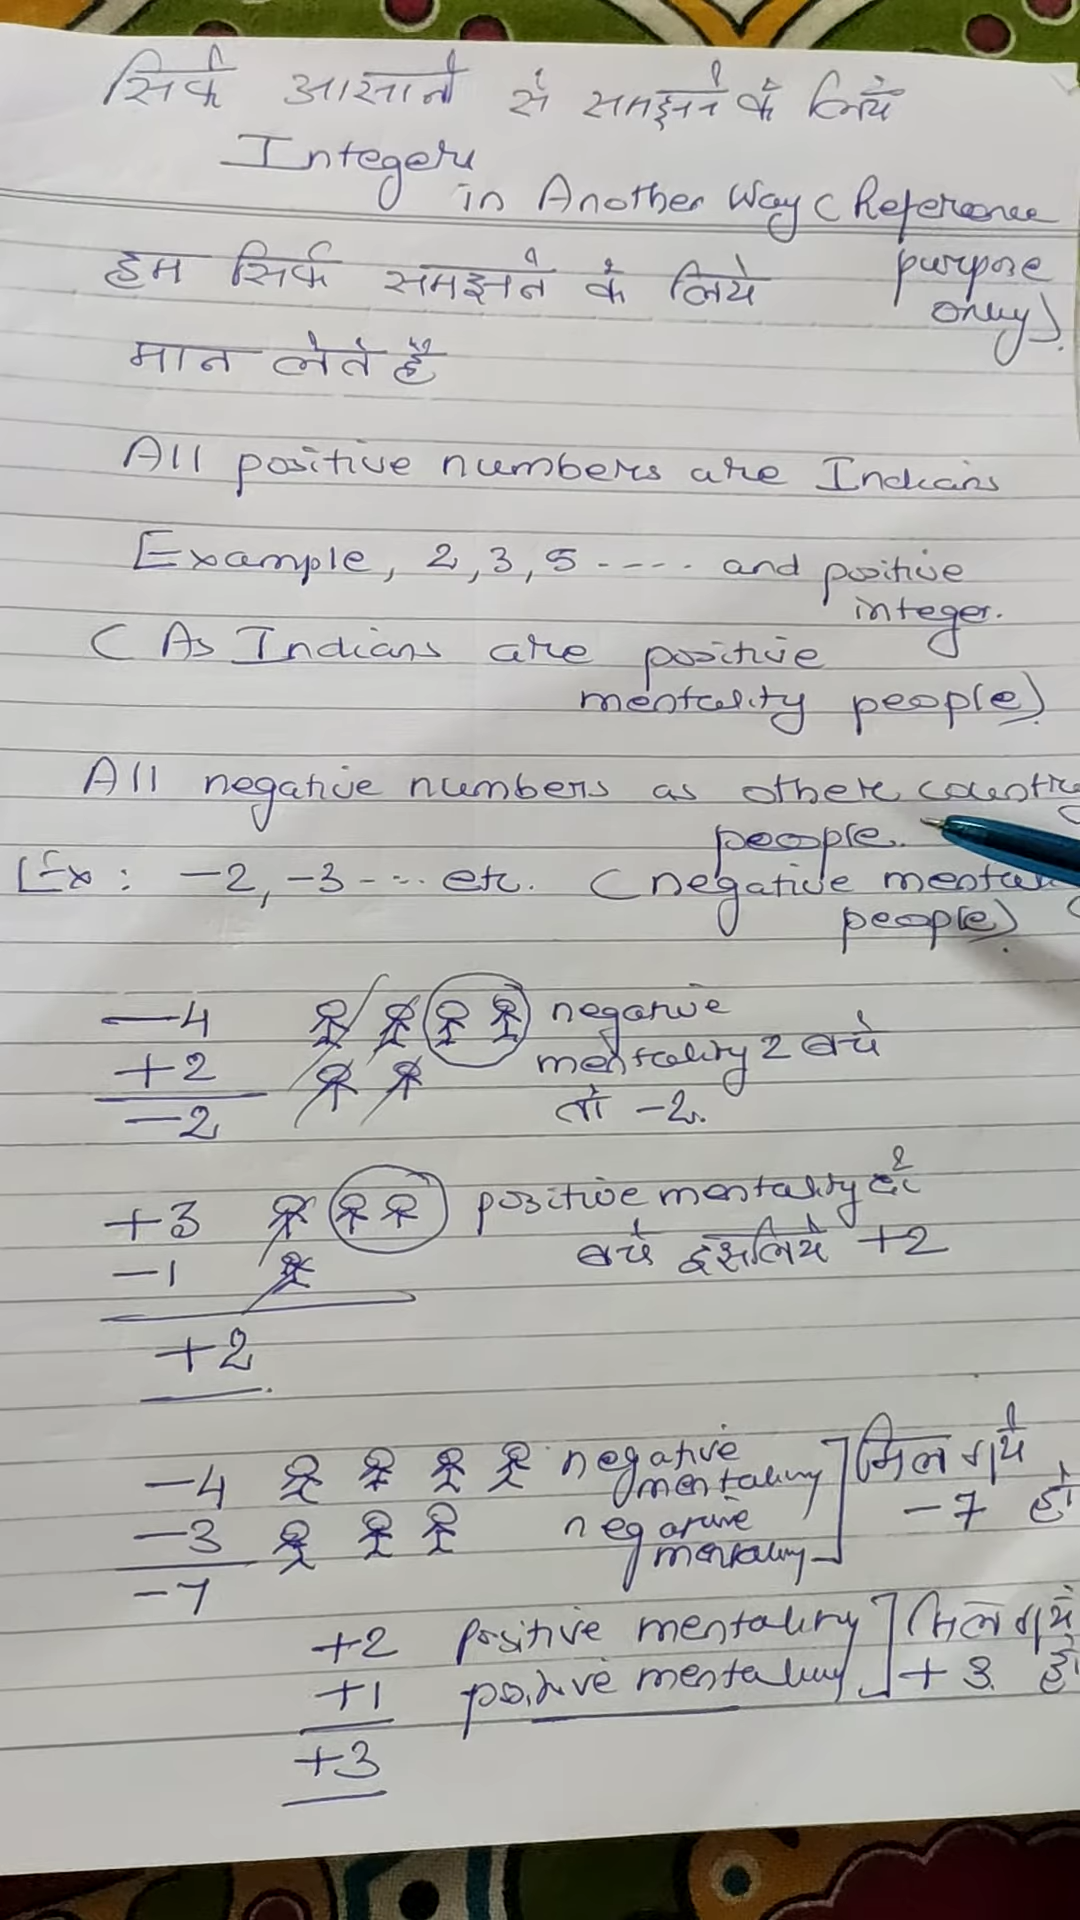 सिर्फ आसानी से समझने के लिये
Integers
in Another Way (Reference
purpose
only).
हम सिर्फ समझने के लिये
मान लेते है
All positive numbers are Indians
Example, 2, 3, 5 ---- and positive
integer.
(As Indians are positive
mentality people)
All negative numbers as other country
people.
Ex: -2, -3 --- etc. (negative
people)
-4 negative
+2 mentality 2 बचे
-2 तो -2.
+3 positive mentality के 2
-1 बचे इसलिये +2
+2
-4 negative mentality मिल गये
-3 negative mentality -7
-7
+2 positive mentality मिल गये
+1 positive mentality +3
+3